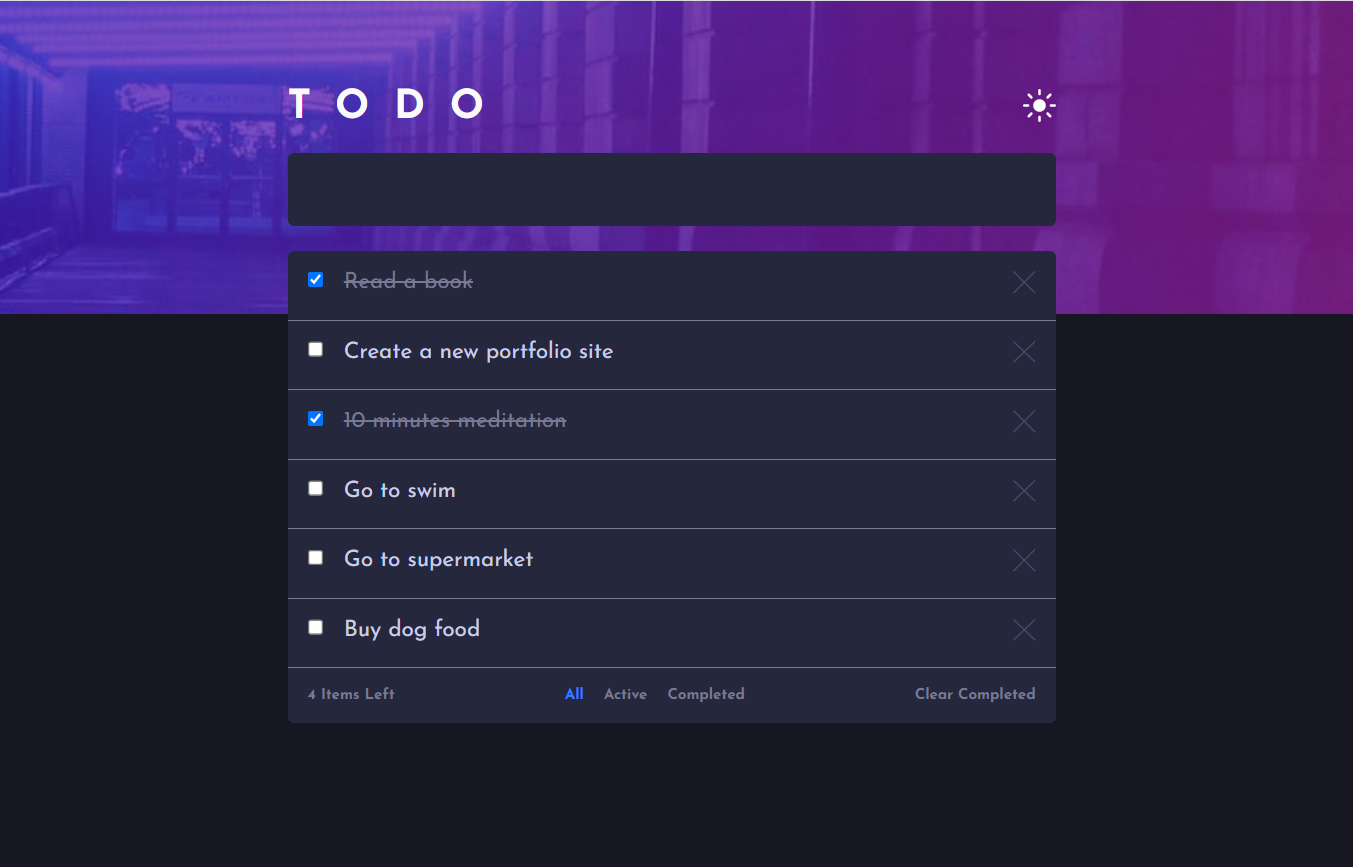 T O D O
Read a book
Create a new portfolio site
10 minutes meditation
Go to swim
Go to supermarket
Buy dog food
4 Items Left All Active Completed Clear Completed